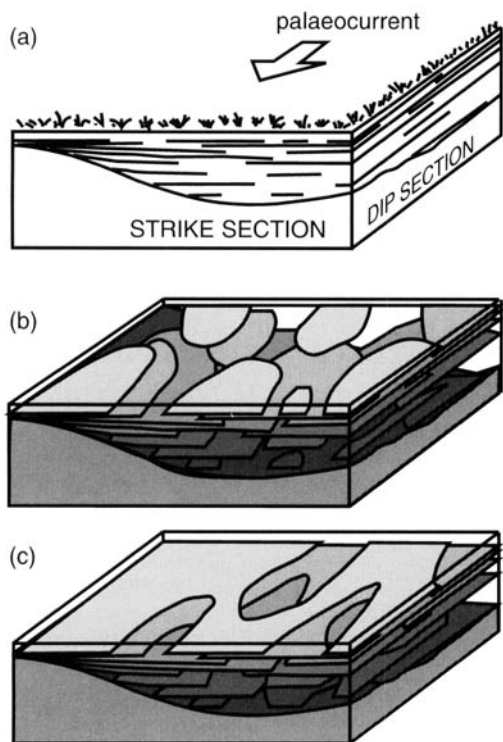 (a)
palaeocurrent
STRIKE SECTION
DIP SECTION
(b)
(c)